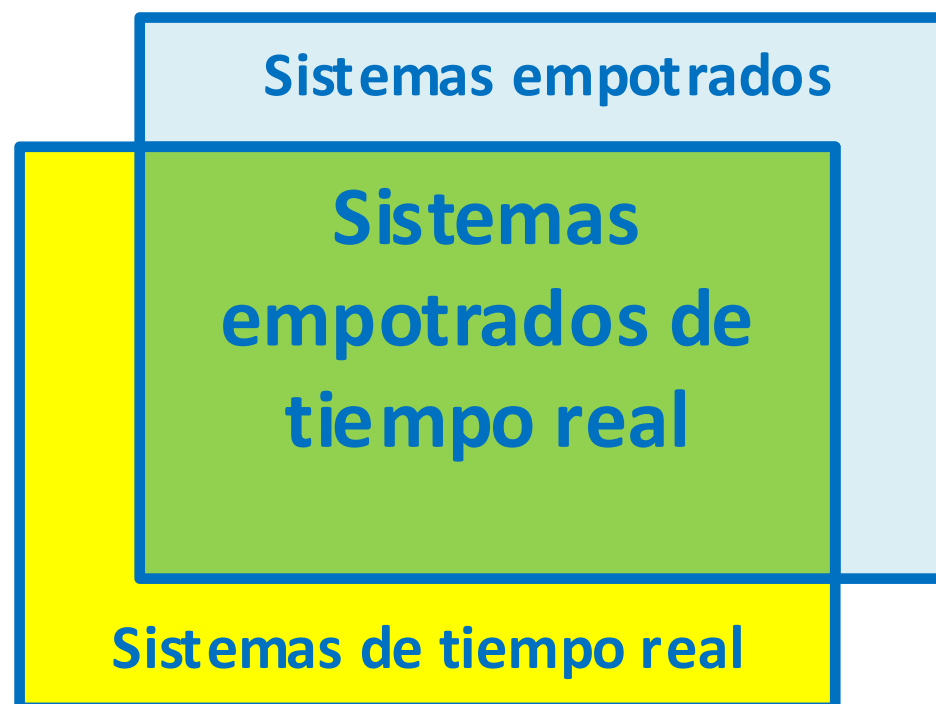 Sistemas empotrados
Sistemas
empotrados de
tiempo real
Sistemas de tiempo real